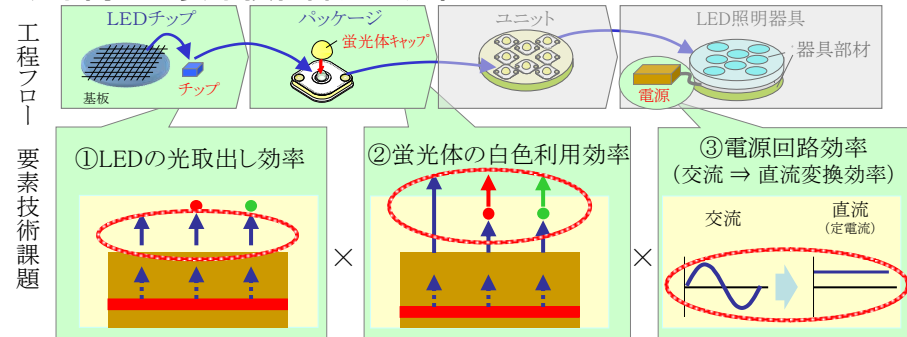 工程フロー
LEDチップ
パッケージ
ユニット
LED照明器具
蛍光体キャップ
器具部材
チップ
基板
電源
要素技術課題
①LEDの光取出し効率
×
②蛍光体の白色利用効率
×
③電源回路効率
(交流 ⇒ 直流変換効率)
交流
直流
(定電流)